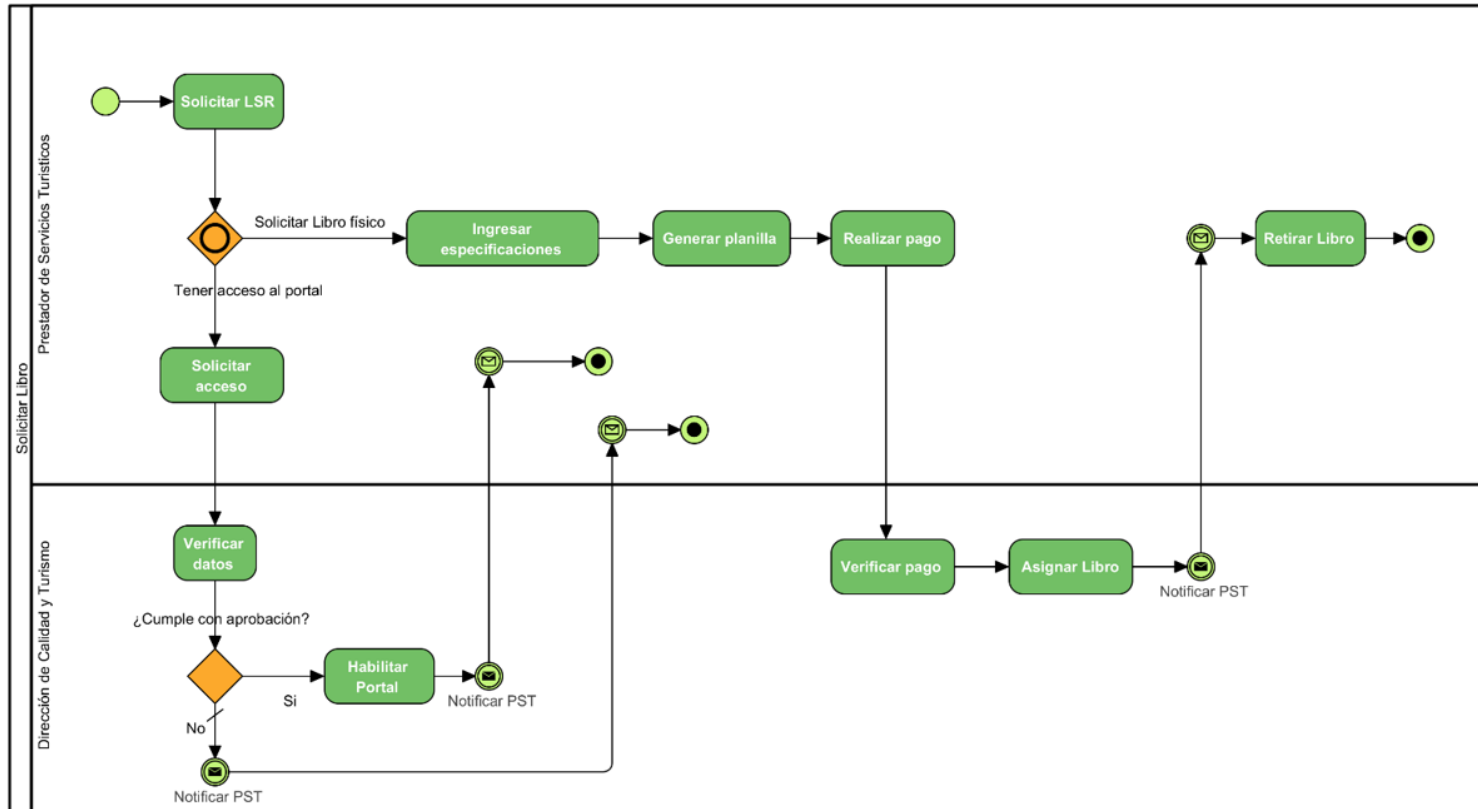 Solicitar Libro
Prestador de Servicios Turísticos
Solicitar LSR
Solicitar Libro físico
Ingresar
especificaciones
Generar planilla
Realizar pago
Retirar Libro
Tener acceso al portal
Solicitar
acceso
Dirección de Calidad y Turismo
Verificar
datos
¿Cumple con aprobación?
Habilitar
Portal
Si
Notificar PST
No
Notificar PST
Verificar pago
Asignar Libro
Notificar PST